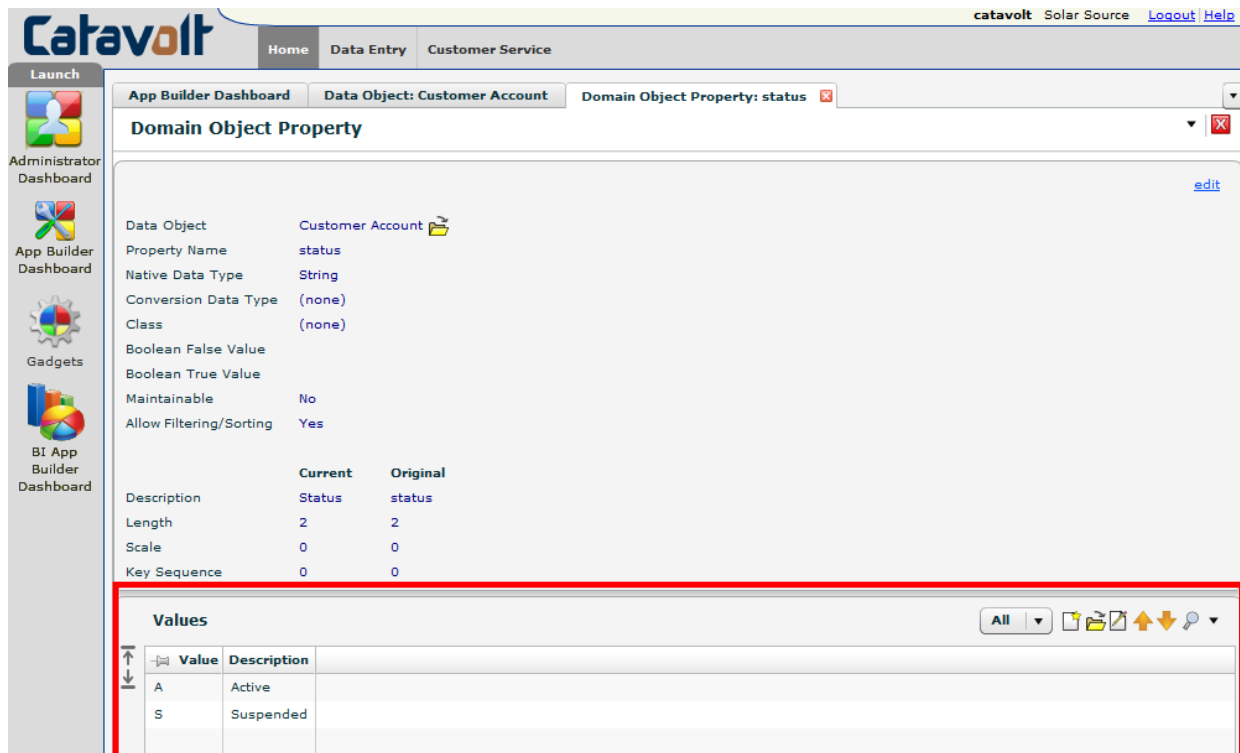 catavolt Solar Source Logout Help
Catavolt
Home Data Entry Customer Service
Launch
App Builder Dashboard Data Object: Customer Account Domain Object Property: status
Domain Object Property
Administrator
Dashboard
edit
App Builder
Dashboard
Gadgets
BI App
Builder
Dashboard
Data Object Customer Account
Property Name status
Native Data Type String
Conversion Data Type (none)
Class (none)
Boolean False Value
Boolean True Value
Maintainable No
Allow Filtering/Sorting Yes
Current Original
Description Status status
Length 2 2
Scale 0 0
Key Sequence 0 0
Values All
Value Description
A Active
S Suspended